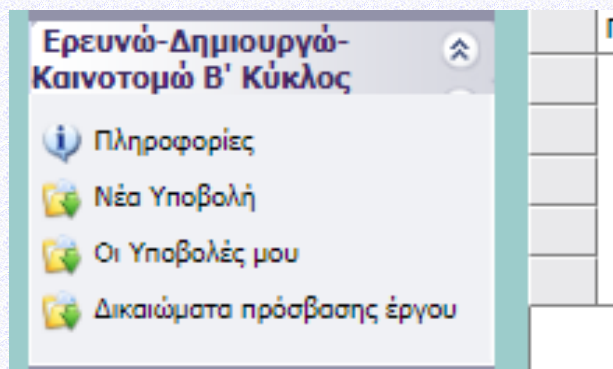 Ερευνώ-Δημιουργώ-
Καινοτομώ Β' Κύκλος
Πληροφορίες
Νέα Υποβολή
Οι Υποβολές μου
Δικαιώματα πρόσβασης έργου